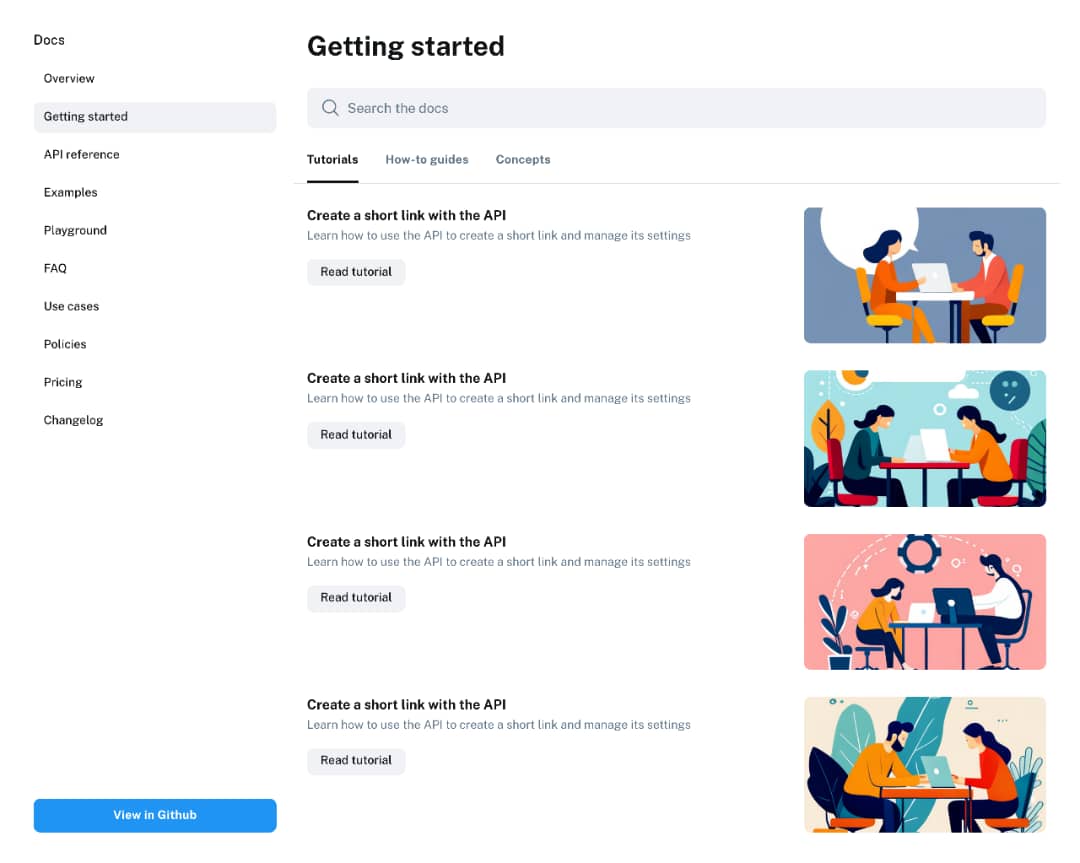 Docs
Overview
Getting started
API reference
Examples
Playground
FAQ
Use cases
Policies
Pricing
Changelog
View in Github
Getting started
Search the docs
Tutorials
How-to guides
Concepts
Create a short link with the API
Learn how to use the API to create a short link and manage its settings
Read tutorial
Create a short link with the API
Learn how to use the API to create a short link and manage its settings
Read tutorial
Create a short link with the API
Learn how to use the API to create a short link and manage its settings
Read tutorial
Create a short link with the API
Learn how to use the API to create a short link and manage its settings
Read tutorial